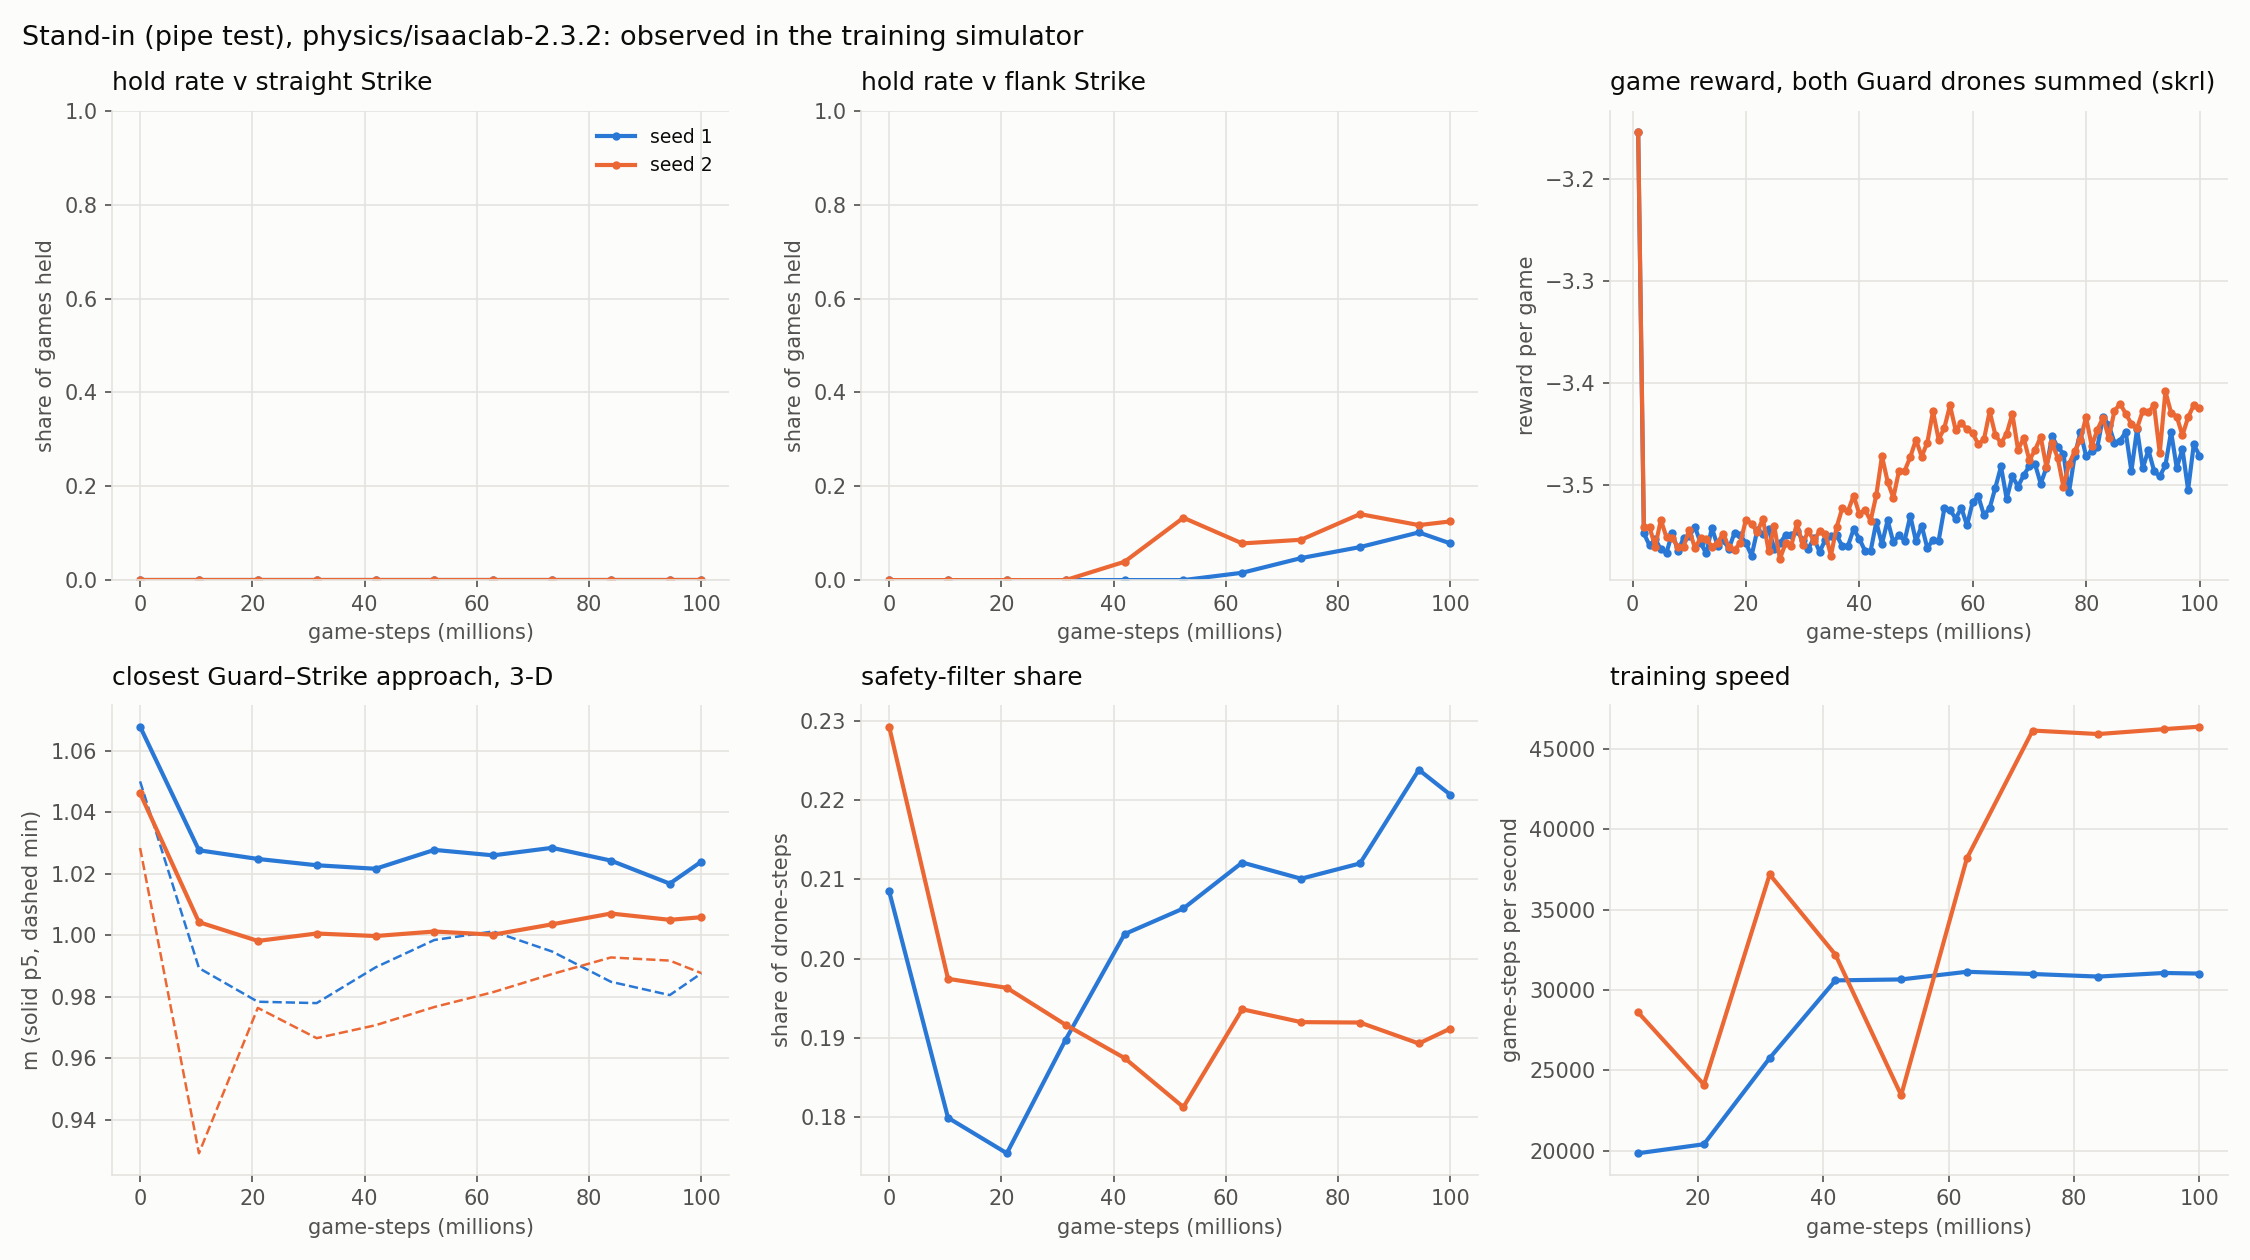 Stand-in (pipe test), physics/isaaclab-2.3.2: observed in the training simulator
hold rate v straight Strike
share of games held
1.0
0.8
0.6
0.4
0.2
0.0
seed 1
seed 2
0 20 40 60 80 100
game-steps (millions)
hold rate v flank Strike
share of games held
1.0
0.8
0.6
0.4
0.2
0.0
0 20 40 60 80 100
game-steps (millions)
game reward, both Guard drones summed (skrl)
reward per game
−3.2
−3.3
−3.4
−3.5
0 20 40 60 80 100
game-steps (millions)
closest Guard–Strike approach, 3-D
m (solid p5, dashed min)
1.06
1.04
1.02
1.00
0.98
0.96
0.94
0 20 40 60 80 100
game-steps (millions)
safety-filter share
share of drone-steps
0.23
0.22
0.21
0.20
0.19
0.18
0 20 40 60 80 100
game-steps (millions)
training speed
game-steps per second
45000
40000
35000
30000
25000
20000
20 40 60 80 100
game-steps (millions)